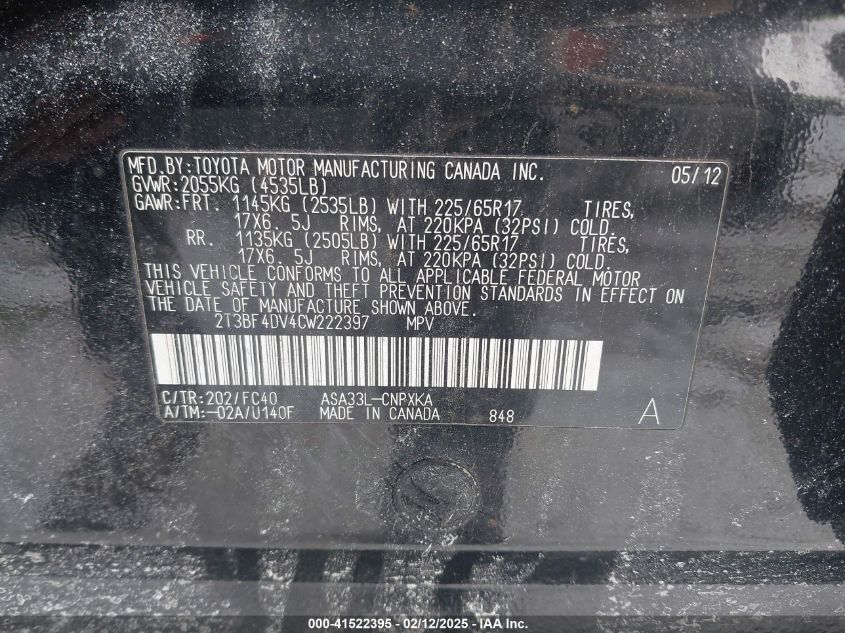 MFD.BY:TOYOTA MOTOR MANUFACTURING CANADA INC. 05/12
GVWR:2055KG (4535LB)
GAWR:FRT. 1145KG (2535LB) WITH 225/65R17 TIRES,
17X6. 5J RIMS, AT 220KPA (32PSI) COLD.
RR. 1135KG (2505LB) WITH 225/65R17 TIRES,
17X6. 5J RIMS, AT 220KPA (32PSI) COLD.
THIS VEHICLE CONFORMS TO ALL APPLICABLE FEDERAL MOTOR
VEHICLE SAFETY AND THEFT PREVENTION STANDARDS IN EFFECT ON
THE DATE OF MANUFACTURE SHOWN ABOVE.
2T3BF4DV4CW222397 MPV
C/TR:202/FC40 ASA33L-CNPXKA
A/TM:-02A/U140F MADE IN CANADA 848 A
000-41522395 - 02/12/2025 - IAA Inc.